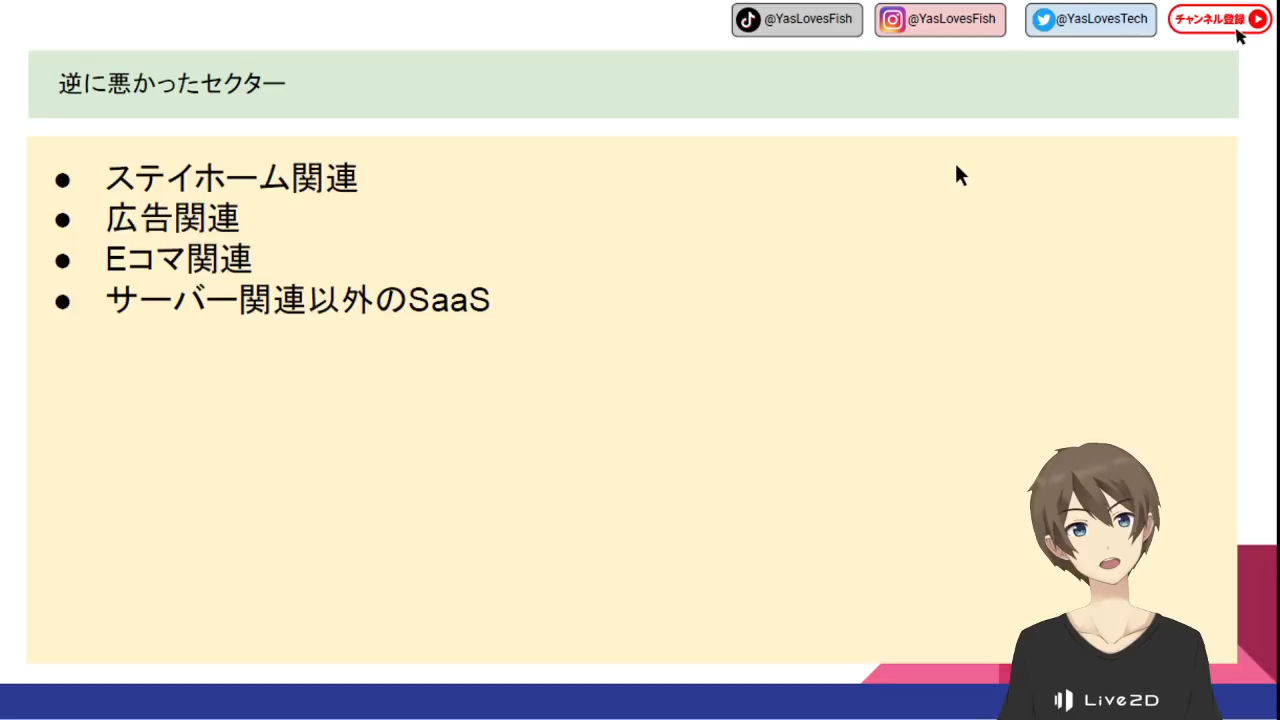 @YasLovesFish
@YasLovesFish
@YasLovesTech
チャンネル登録
逆に悪かったセクター
● ステイホーム関連
● 広告関連
● Eコマ関連
● サーバー関連以外のSaaS
Live2D